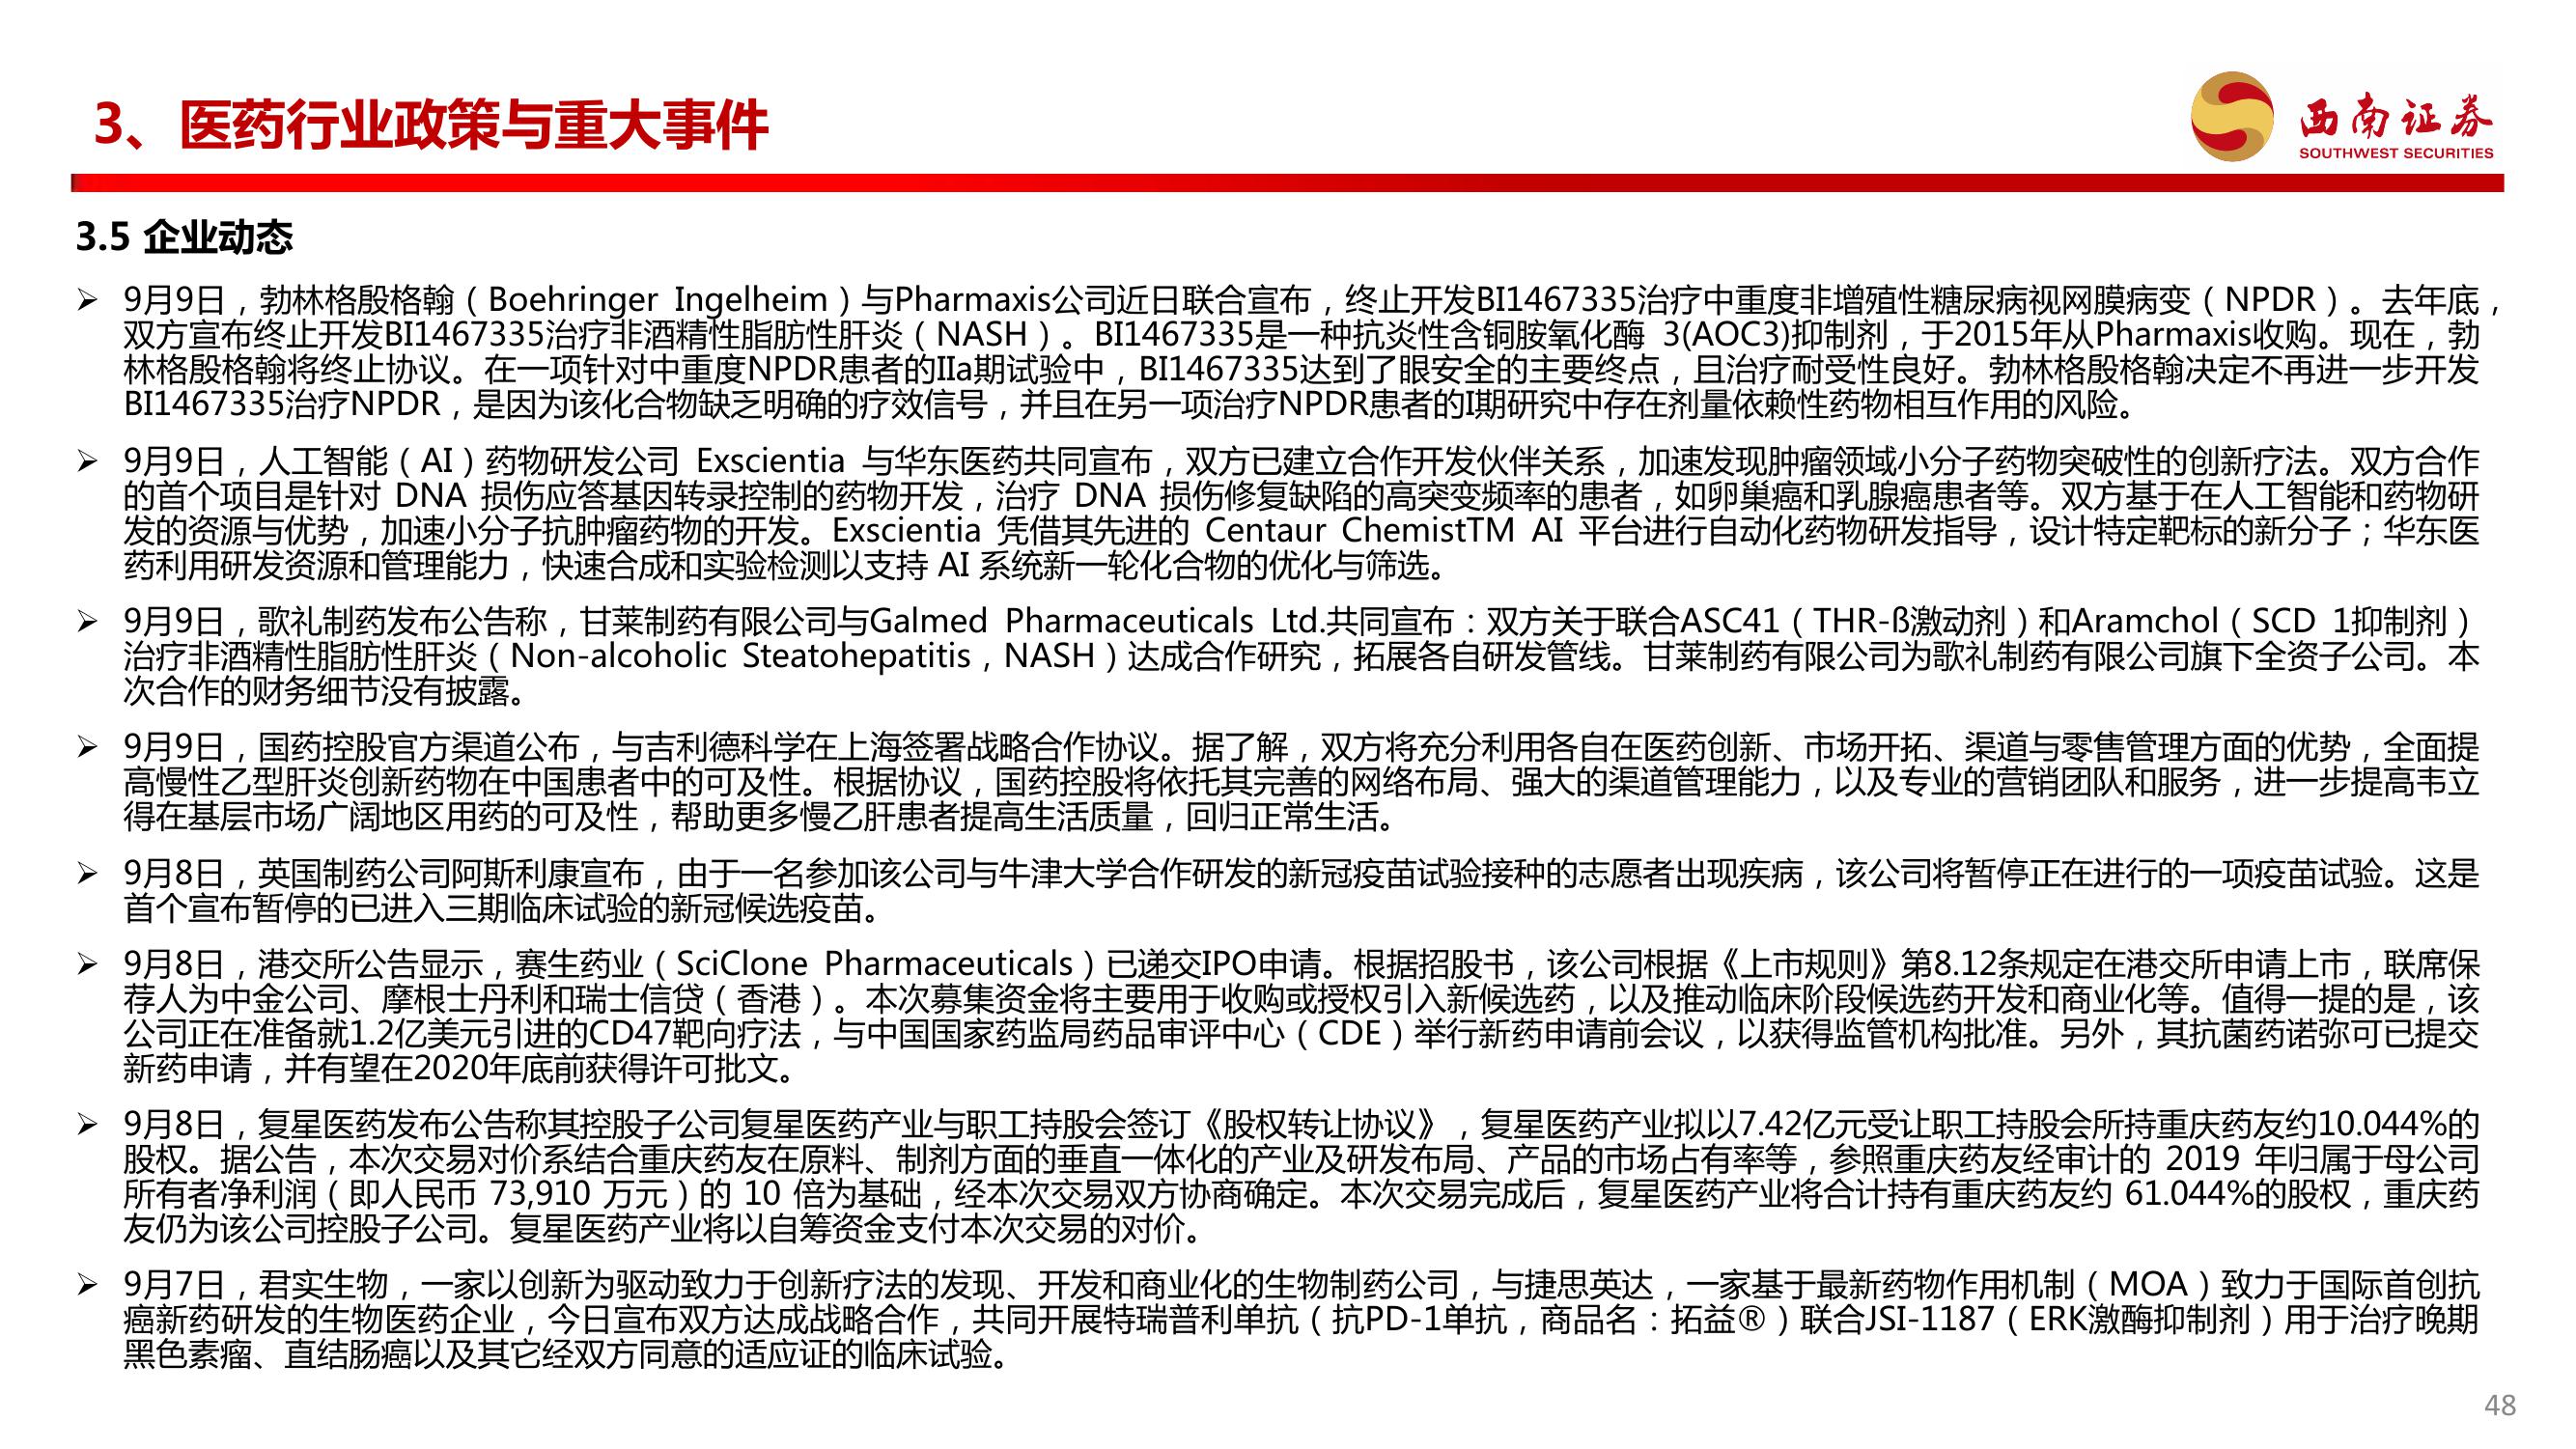 3、医药行业政策与重大事件
西南证券
SOUTHWEST SECURITIES
3.5 企业动态
➢ 9月9日，勃林格殷格翰（Boehringer Ingelheim）与Pharmaxis公司近日联合宣布，终止开发BI1467335治疗中重度非增殖性糖尿病视网膜病变（NPDR）。去年底，
双方宣布终止开发BI1467335治疗非酒精性脂肪性肝炎（NASH）。BI1467335是一种抗炎性含铜胺氧化酶 3(AOC3)抑制剂，于2015年从Pharmaxis收购。现在，勃
林格殷格翰将终止协议。在一项针对中重度NPDR患者的IIa期试验中，BI1467335达到了眼安全的主要终点，且治疗耐受性良好。勃林格殷格翰决定不再进一步开发
BI1467335治疗NPDR，是因为该化合物缺乏明确的疗效信号，并且在另一项治疗NPDR患者的I期研究中存在剂量依赖性药物相互作用的风险。
➢ 9月9日，人工智能（AI）药物研发公司 Exscientia 与华东医药共同宣布，双方已建立合作开发伙伴关系，加速发现肿瘤领域小分子药物突破性的创新疗法。双方合作
的首个项目是针对 DNA 损伤应答基因转录控制的药物开发，治疗 DNA 损伤修复缺陷的高突变频率的患者，如卵巢癌和乳腺癌患者等。双方基于在人工智能和药物研
发的资源与优势，加速小分子抗肿瘤药物的开发。Exscientia 凭借其先进的 Centaur ChemistTM AI 平台进行自动化药物研发指导，设计特定靶标的新分子；华东医
药利用研发资源和管理能力，快速合成和实验检测以支持 AI 系统新一轮化合物的优化与筛选。
➢ 9月9日，歌礼制药发布公告称，甘莱制药有限公司与Galmed Pharmaceuticals Ltd.共同宣布：双方关于联合ASC41（THR-ß激动剂）和Aramchol（SCD 1抑制剂）
治疗非酒精性脂肪性肝炎（Non-alcoholic Steatohepatitis，NASH）达成合作研究，拓展各自研发管线。甘莱制药有限公司为歌礼制药有限公司旗下全资子公司。本
次合作的财务细节没有披露。
➢ 9月9日，国药控股官方渠道公布，与吉利德科学在上海签署战略合作协议。据了解，双方将充分利用各自在医药创新、市场开拓、渠道与零售管理方面的优势，全面提
高慢性乙型肝炎创新药物在中国患者中的可及性。根据协议，国药控股将依托其完善的网络布局、强大的渠道管理能力，以及专业的营销团队和服务，进一步提高韦立
得在基层市场广阔地区用药的可及性，帮助更多慢乙肝患者提高生活质量，回归正常生活。
➢ 9月8日，英国制药公司阿斯利康宣布，由于一名参加该公司与牛津大学合作研发的新冠疫苗试验接种的志愿者出现疾病，该公司将暂停正在进行的一项疫苗试验。这是
首个宣布暂停的已进入三期临床试验的新冠候选疫苗。
➢ 9月8日，港交所公告显示，赛生药业（SciClone Pharmaceuticals）已递交IPO申请。根据招股书，该公司根据《上市规则》第8.12条规定在港交所申请上市，联席保
荐人为中金公司、摩根士丹利和瑞士信贷（香港）。本次募集资金将主要用于收购或授权引入新候选药，以及推动临床阶段候选药开发和商业化等。值得一提的是，该
公司正在准备就1.2亿美元引进的CD47靶向疗法，与中国国家药监局药品审评中心（CDE）举行新药申请前会议，以获得监管机构批准。另外，其抗菌药诺弥可已提交
新药申请，并有望在2020年底前获得许可批文。
➢ 9月8日，复星医药发布公告称其控股子公司复星医药产业与职工持股会签订《股权转让协议》，复星医药产业拟以7.42亿元受让职工持股会所持重庆药友约10.044%的
股权。据公告，本次交易对价系结合重庆药友在原料、制剂方面的垂直一体化的产业及研发布局、产品的市场占有率等，参照重庆药友经审计的 2019 年归属于母公司
所有者净利润（即人民币 73,910 万元）的 10 倍为基础，经本次交易双方协商确定。本次交易完成后，复星医药产业将合计持有重庆药友约 61.044%的股权，重庆药
友仍为该公司控股子公司。复星医药产业将以自筹资金支付本次交易的对价。
➢ 9月7日，君实生物，一家以创新为驱动致力于创新疗法的发现、开发和商业化的生物制药公司，与捷思英达，一家基于最新药物作用机制（MOA）致力于国际首创抗
癌新药研发的生物医药企业，今日宣布双方达成战略合作，共同开展特瑞普利单抗（抗PD-1单抗，商品名：拓益®）联合JSI-1187（ERK激酶抑制剂）用于治疗晚期
黑色素瘤、直结肠癌以及其它经双方同意的适应证的临床试验。
48